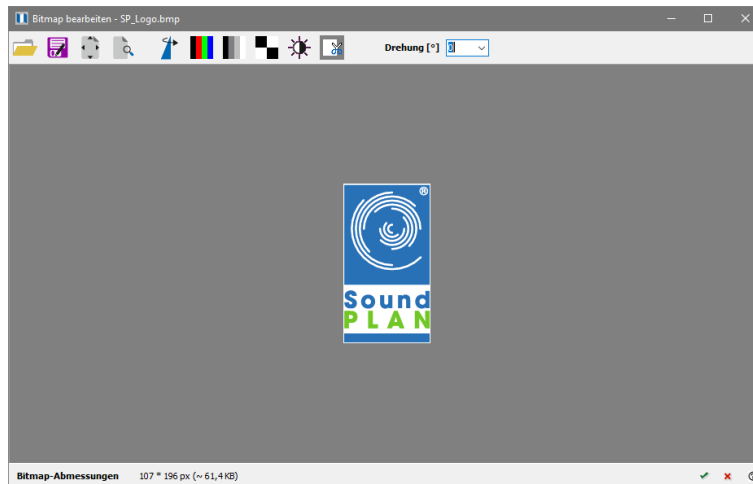 Bitmap bearbeiten - SP_Logo.bmp
Drehung [°] 0
®
Sound
PLAN
Bitmap-Abmessungen 107 * 196 px (~ 61,4 KB)